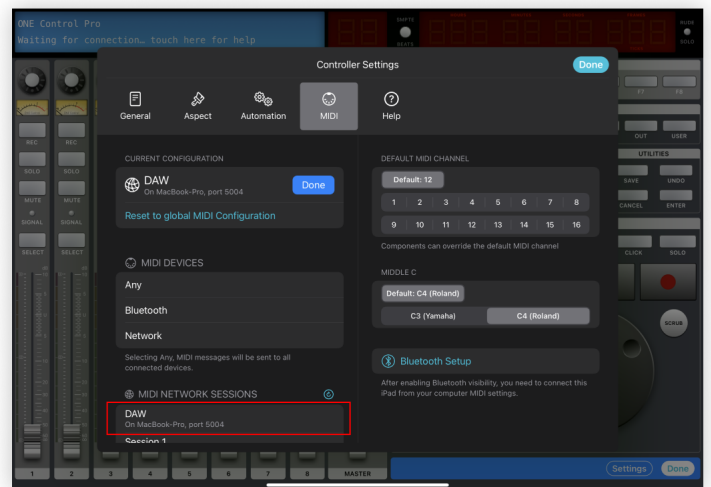 ONE Control Pro
Waiting for connection… touch here for help
BEATS
RUDE
SOLO
Controller Settings
Done
General
Aspect
Automation
MIDI
Help
F7
F8
OUT
USER
UTILITIES
SAVE
UNDO
CANCEL
ENTER
CLICK
SOLO
SCRUB
REC
REC
SOLO
SOLO
MUTE
MUTE
SIGNAL
SIGNAL
SELECT
SELECT
CURRENT CONFIGURATION
DAW
On MacBook-Pro, port 5004
Done
Reset to global MIDI Configuration
MIDI DEVICES
Any
Bluetooth
Network
Selecting Any, MIDI messages will be sent to all
connected devices.
MIDI NETWORK SESSIONS
DAW
On MacBook-Pro, port 5004
Session 1
DEFAULT MIDI CHANNEL
Default: 12
1 2 3 4 5 6 7 8
9 10 11 12 13 14 15 16
Components can override the default MIDI channel
MIDDLE C
Default: C4 (Roland)
C3 (Yamaha)
C4 (Roland)
Bluetooth Setup
After enabling Bluetooth visibility, you need to connect this
iPad from your computer MIDI settings.
1 2 3 4 5 6 7 8 MASTER
Settings
Done